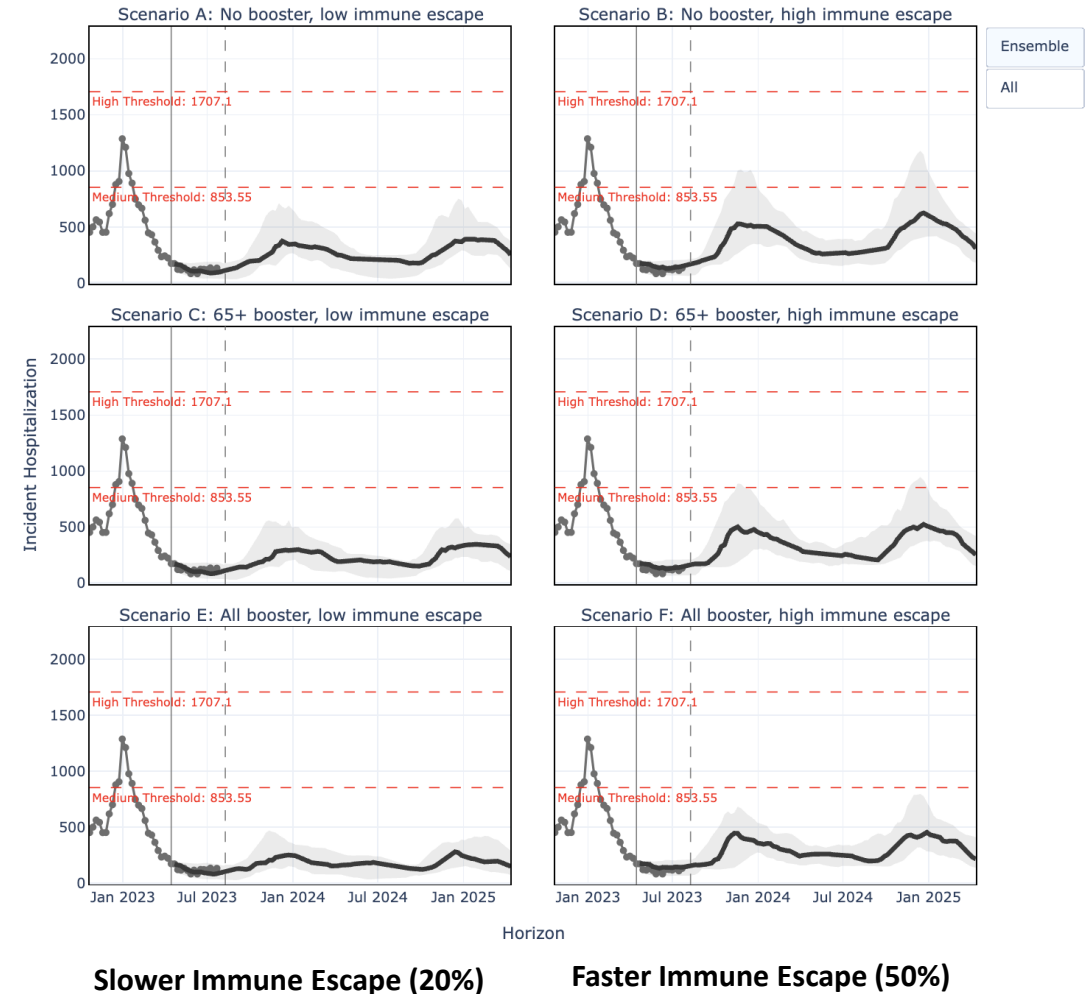 Scenario A: No booster, low immune escape
Scenario B: No booster, high immune escape
Ensemble
All
2000
1500
1000
500
0
High Threshold: 1707.1
Medium Threshold: 853.55
High Threshold: 1707.1
Medium Threshold: 853.55
Scenario C: 65+ booster, low immune escape
Scenario D: 65+ booster, high immune escape
Incident Hospitalization
2000
1500
1000
500
0
High Threshold: 1707.1
Medium Threshold: 853.55
High Threshold: 1707.1
Medium Threshold: 853.55
Scenario E: All booster, low immune escape
Scenario F: All booster, high immune escape
2000
1500
1000
500
0
High Threshold: 1707.1
Medium Threshold: 853.55
High Threshold: 1707.1
Medium Threshold: 853.55
Jan 2023 Jul 2023 Jan 2024 Jul 2024 Jan 2025
Jan 2023 Jul 2023 Jan 2024 Jul 2024 Jan 2025
Horizon
Slower Immune Escape (20%)
Faster Immune Escape (50%)